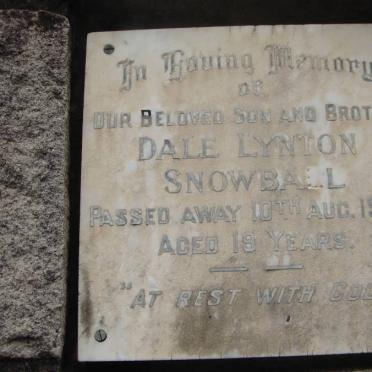 In Loving Memory
OF
OUR BELOVED SON AND BROT
DALE LYNTON
SNOWBALL
PASSED AWAY 10TH AUG. 19
AGED 19 YEARS.
"AT REST WITH GOD